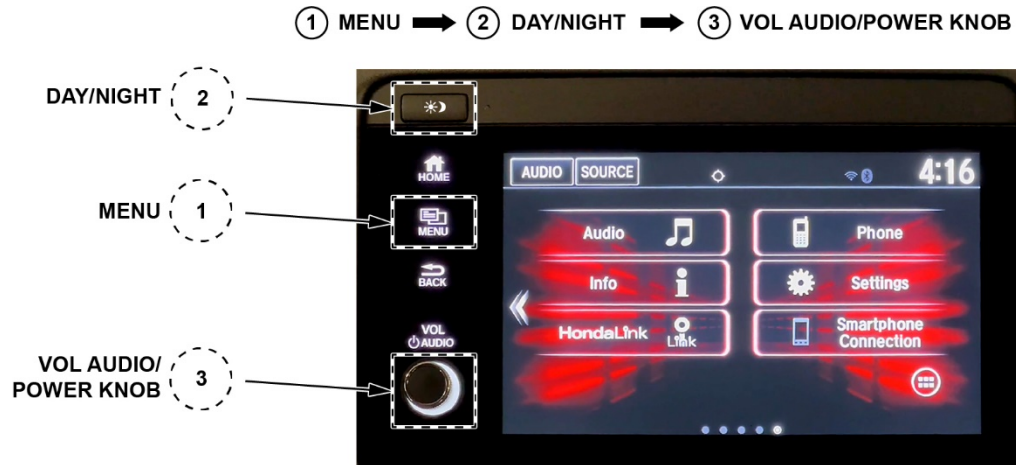 1 MENU ➡ 2 DAY/NIGHT ➡ 3 VOL AUDIO/POWER KNOB
DAY/NIGHT 2
HOME
MENU 1
MENU
BACK
VOL
AUDIO
VOL AUDIO/
POWER KNOB 3
AUDIO SOURCE 4:16
Audio Phone
Info Settings
HondaLink Link Smartphone
Connection